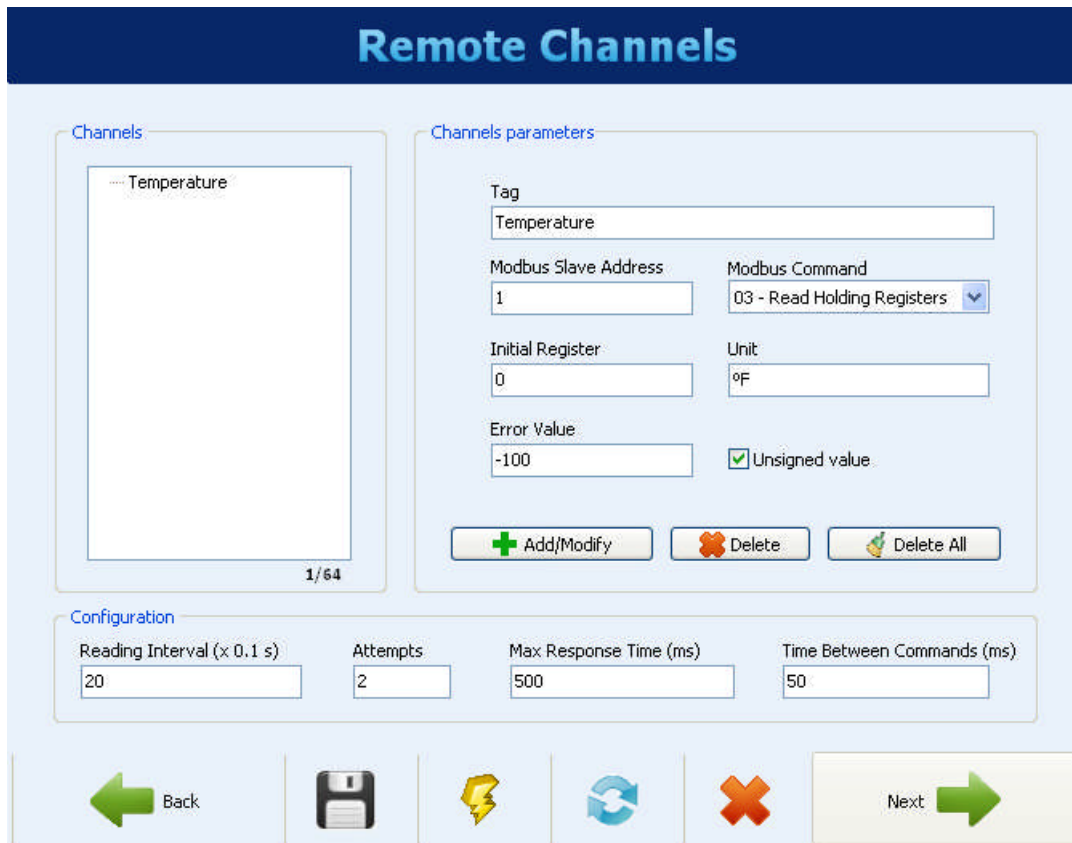 Remote Channels
Channels
Temperature
1/64
Channels parameters
Tag
Temperature
Modbus Slave Address
Modbus Command
1
03 - Read Holding Registers
Initial Register
Unit
0
ºF
Error Value
-100
Unsigned value
Add/Modify
Delete
Delete All
Configuration
Reading Interval (x 0.1 s)
Attempts
Max Response Time (ms)
Time Between Commands (ms)
20
2
500
50
Back
Next